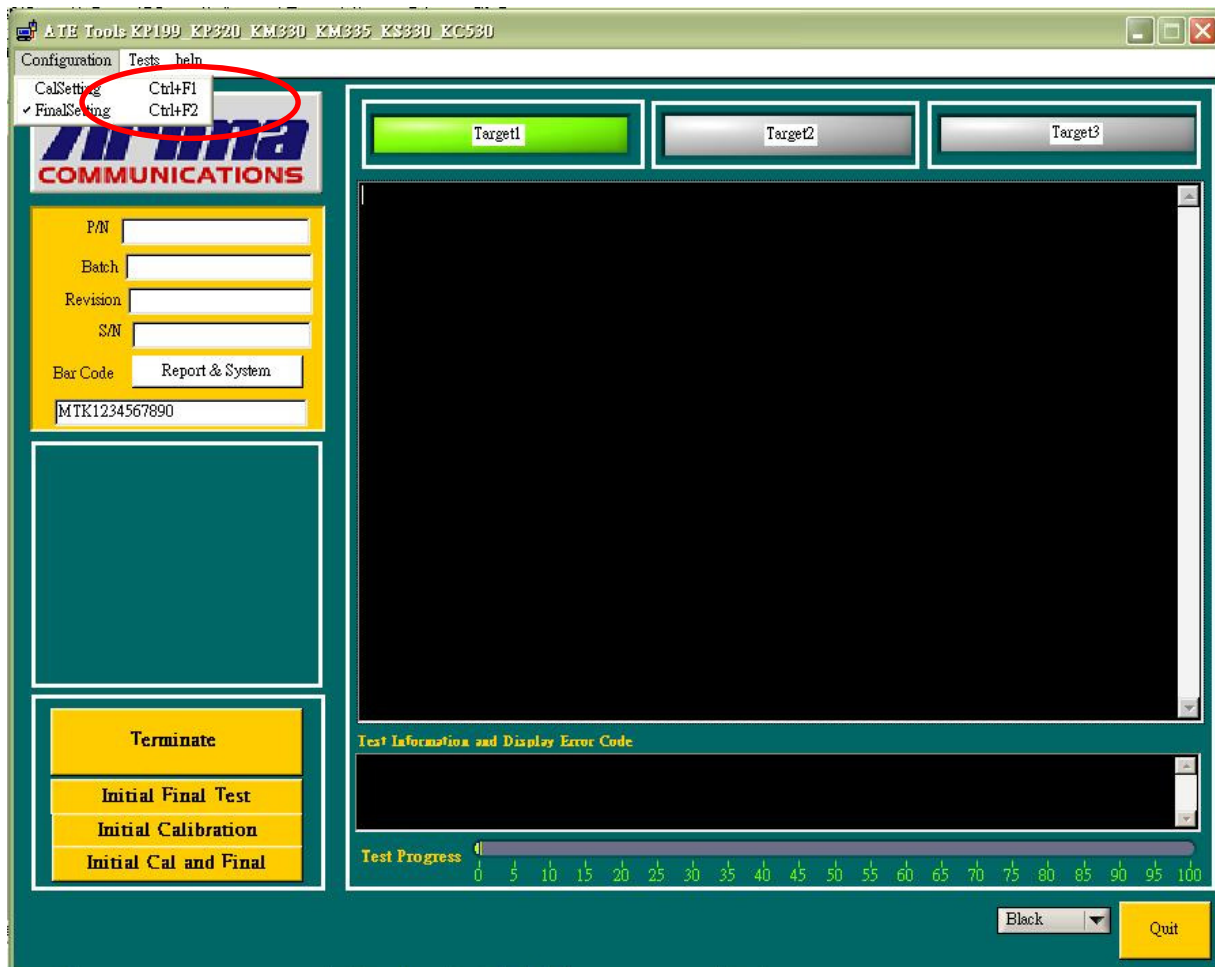 ATE Tools KP199_KP320_KM330_KM335_KS330_KC530
Configuration Tests help
CalSetting Ctrl+F1
✓ FinalSetting Ctrl+F2
COMMUNICATIONS
Target1 Target2 Target3
P/N
Batch
Revision
S/N
Bar Code Report & System
MTK1234567890
Terminate
Initial Final Test
Initial Calibration
Initial Cal and Final
Test Information and Display Error Code
Test Progress
0 5 10 15 20 25 30 35 40 45 50 55 60 65 70 75 80 85 90 95 100
Black
Quit